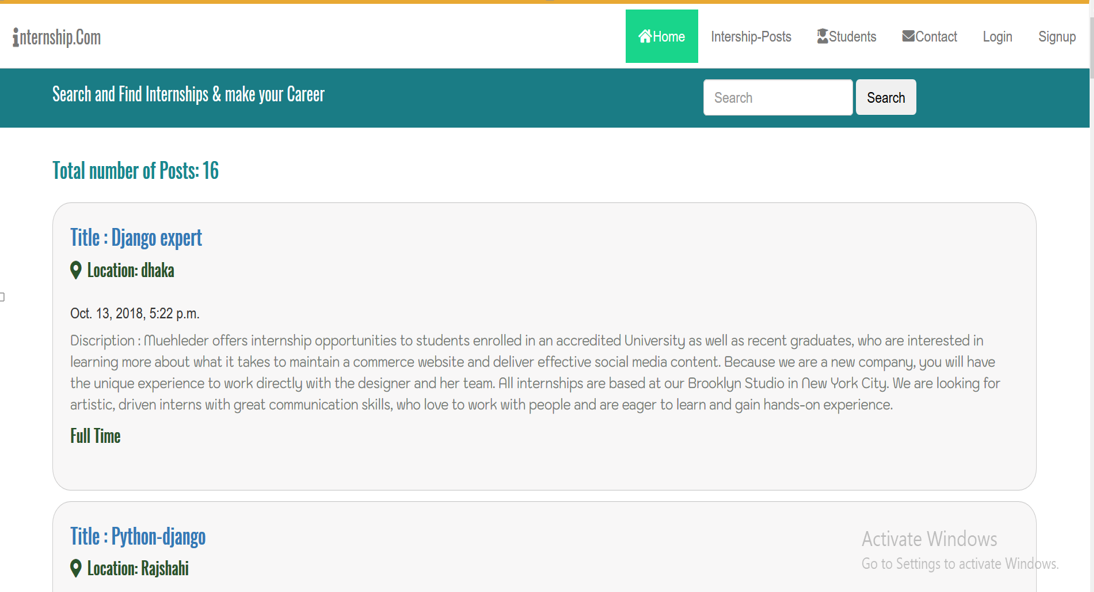 internship.Com
Home Intership-Posts Students Contact Login Signup
Search and Find Internships & make your Career
Search Search
Total number of Posts: 16
Title : Django expert
Location: dhaka
Oct. 13, 2018, 5:22 p.m.
Discription : Muehleder offers internship opportunities to students enrolled in an accredited University as well as recent graduates, who are interested in
learning more about what it takes to maintain a commerce website and deliver effective social media content. Because we are a new company, you will have
the unique experience to work directly with the designer and her team. All internships are based at our Brooklyn Studio in New York City. We are looking for
artistic, driven interns with great communication skills, who love to work with people and are eager to learn and gain hands-on experience.
Full Time
Title : Python-django
Location: Rajshahi
Activate Windows
Go to Settings to activate Windows.